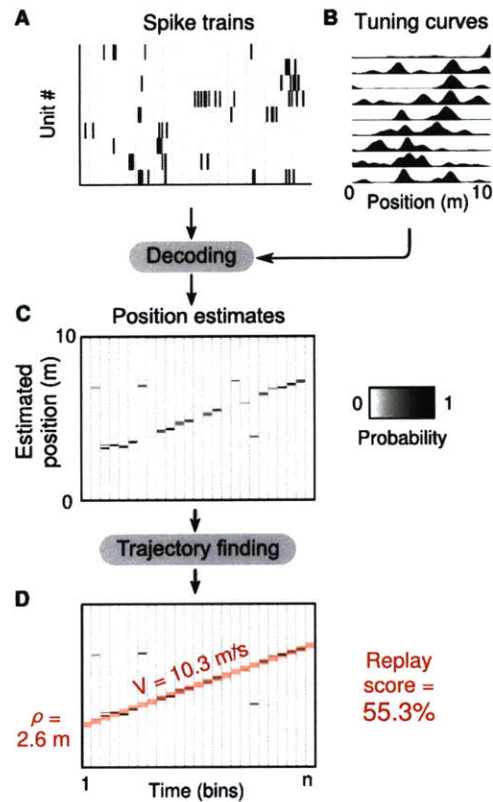 A
Spike trains
B
Tuning curves
Unit #
0
10
Position (m)
Decoding
C
Position estimates
10
Estimated
position (m)
0
0
1
Probability
Trajectory finding
D
V = 10.3 m/s
ρ =
2.6 m
Replay
score =
55.3%
1
n
Time (bins)